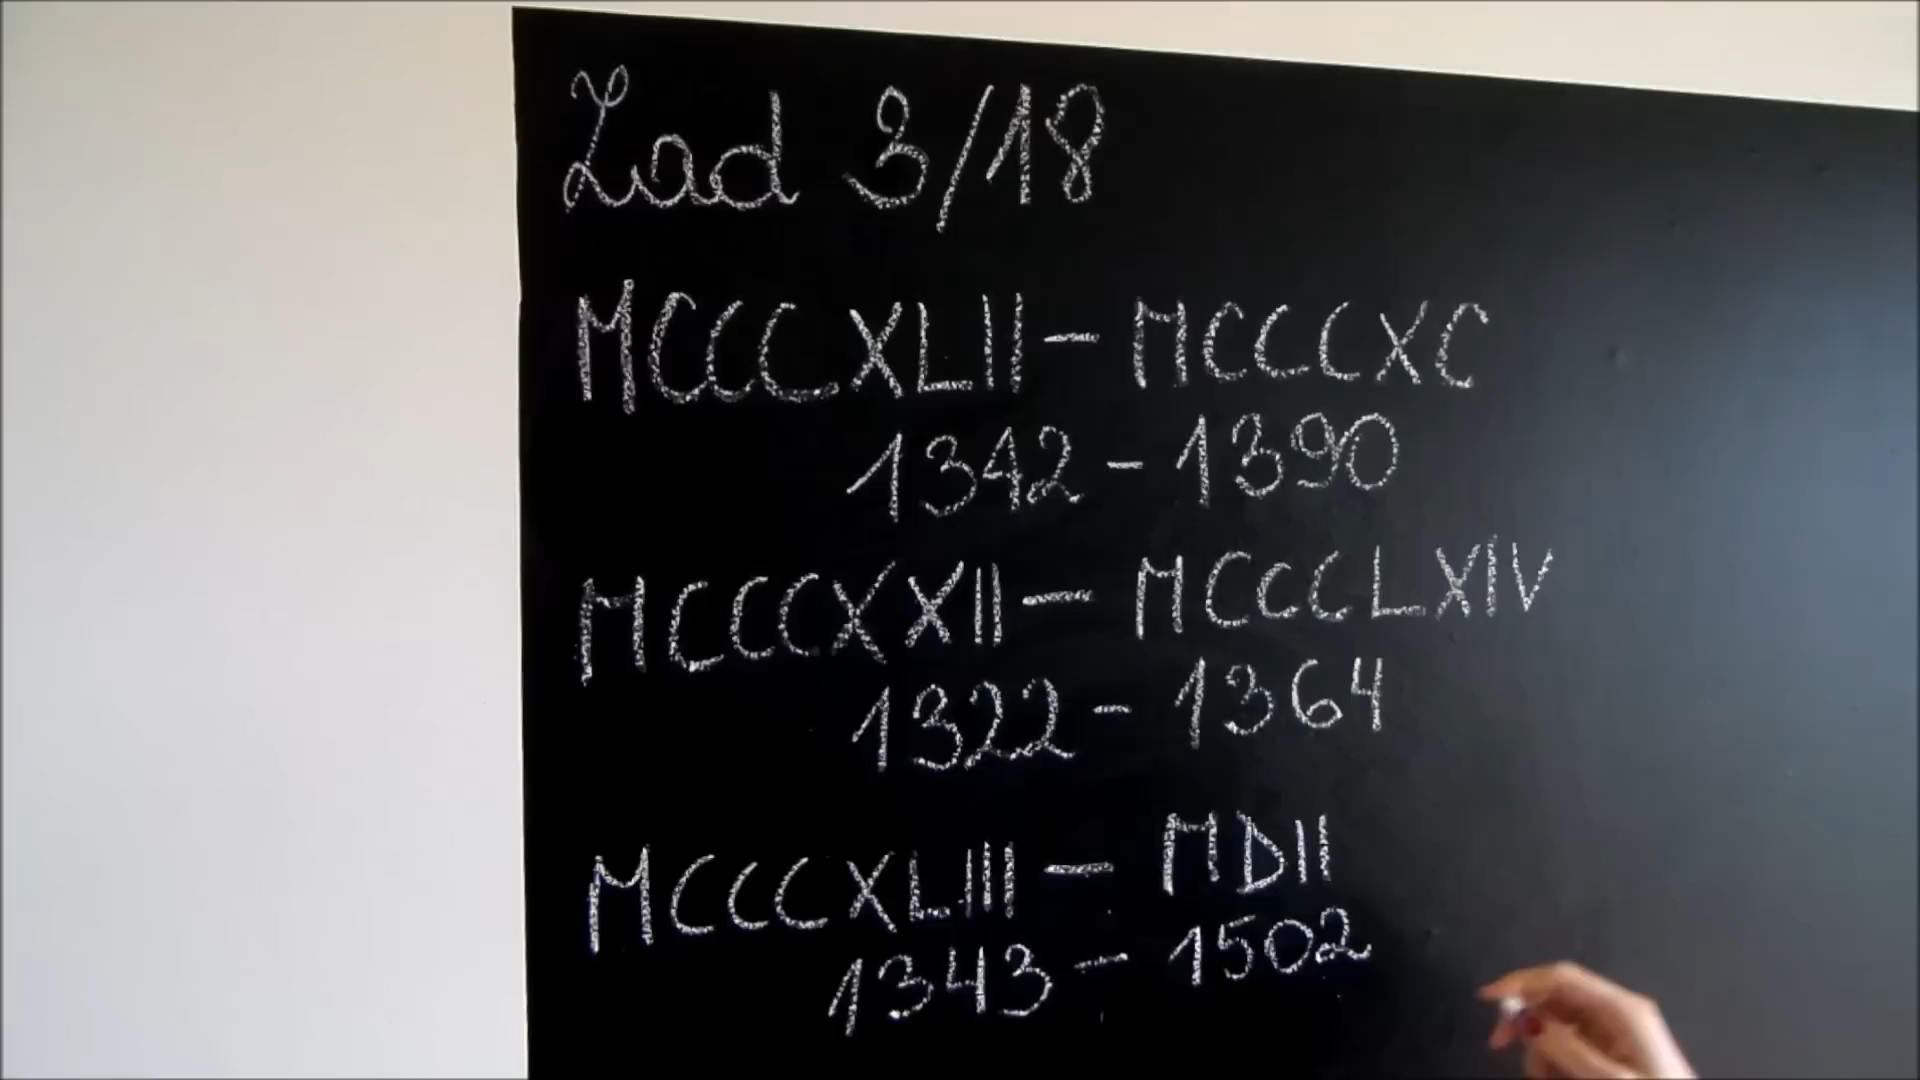 Zad 3/18
MCCCXLII - MCCCXC
1342 - 1390
MCCCXXII - MCCCLXIV
1322 - 1364
MCCCXLIII - MDII
1343 - 1502